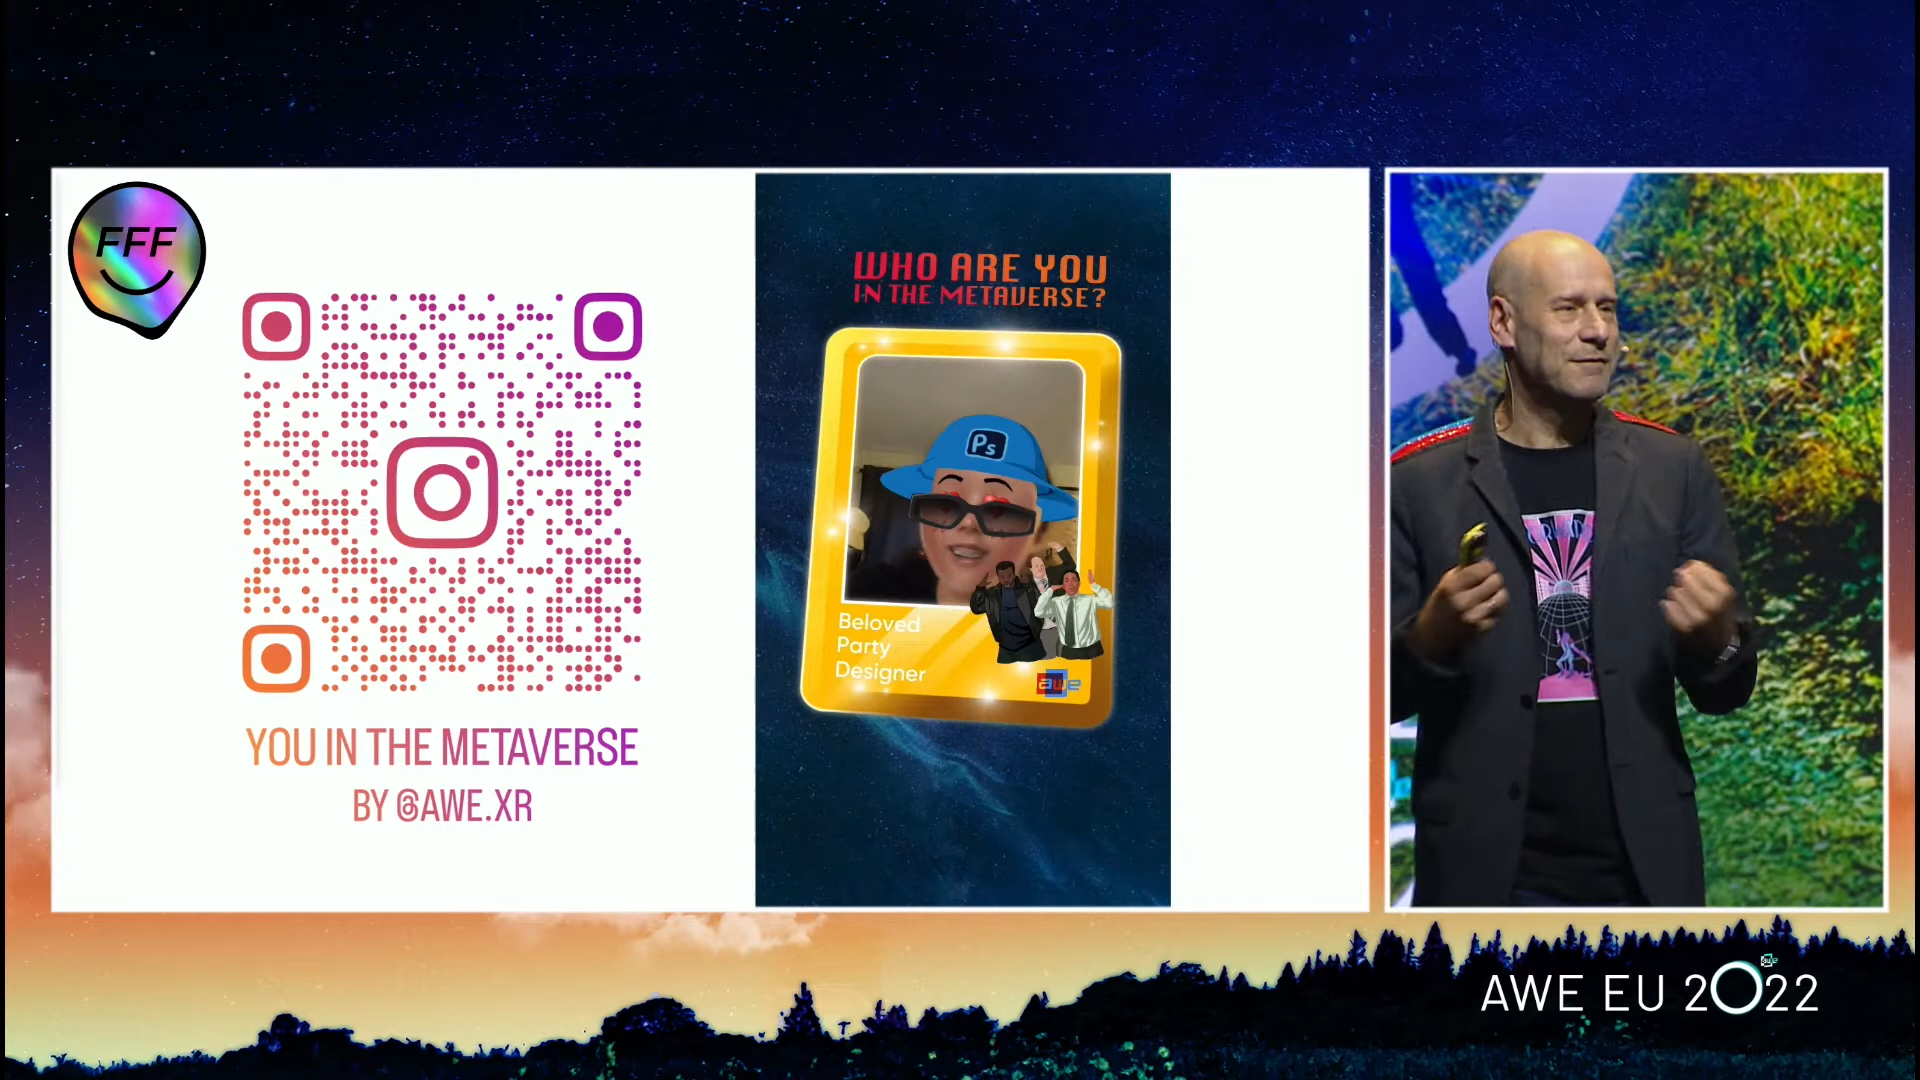 FFF
YOU IN THE METAVERSE
BY @AWE.XR
WHO ARE YOU
IN THE METAVERSE?
Ps
Beloved
Party
Designer
awe
AWE EU 2022